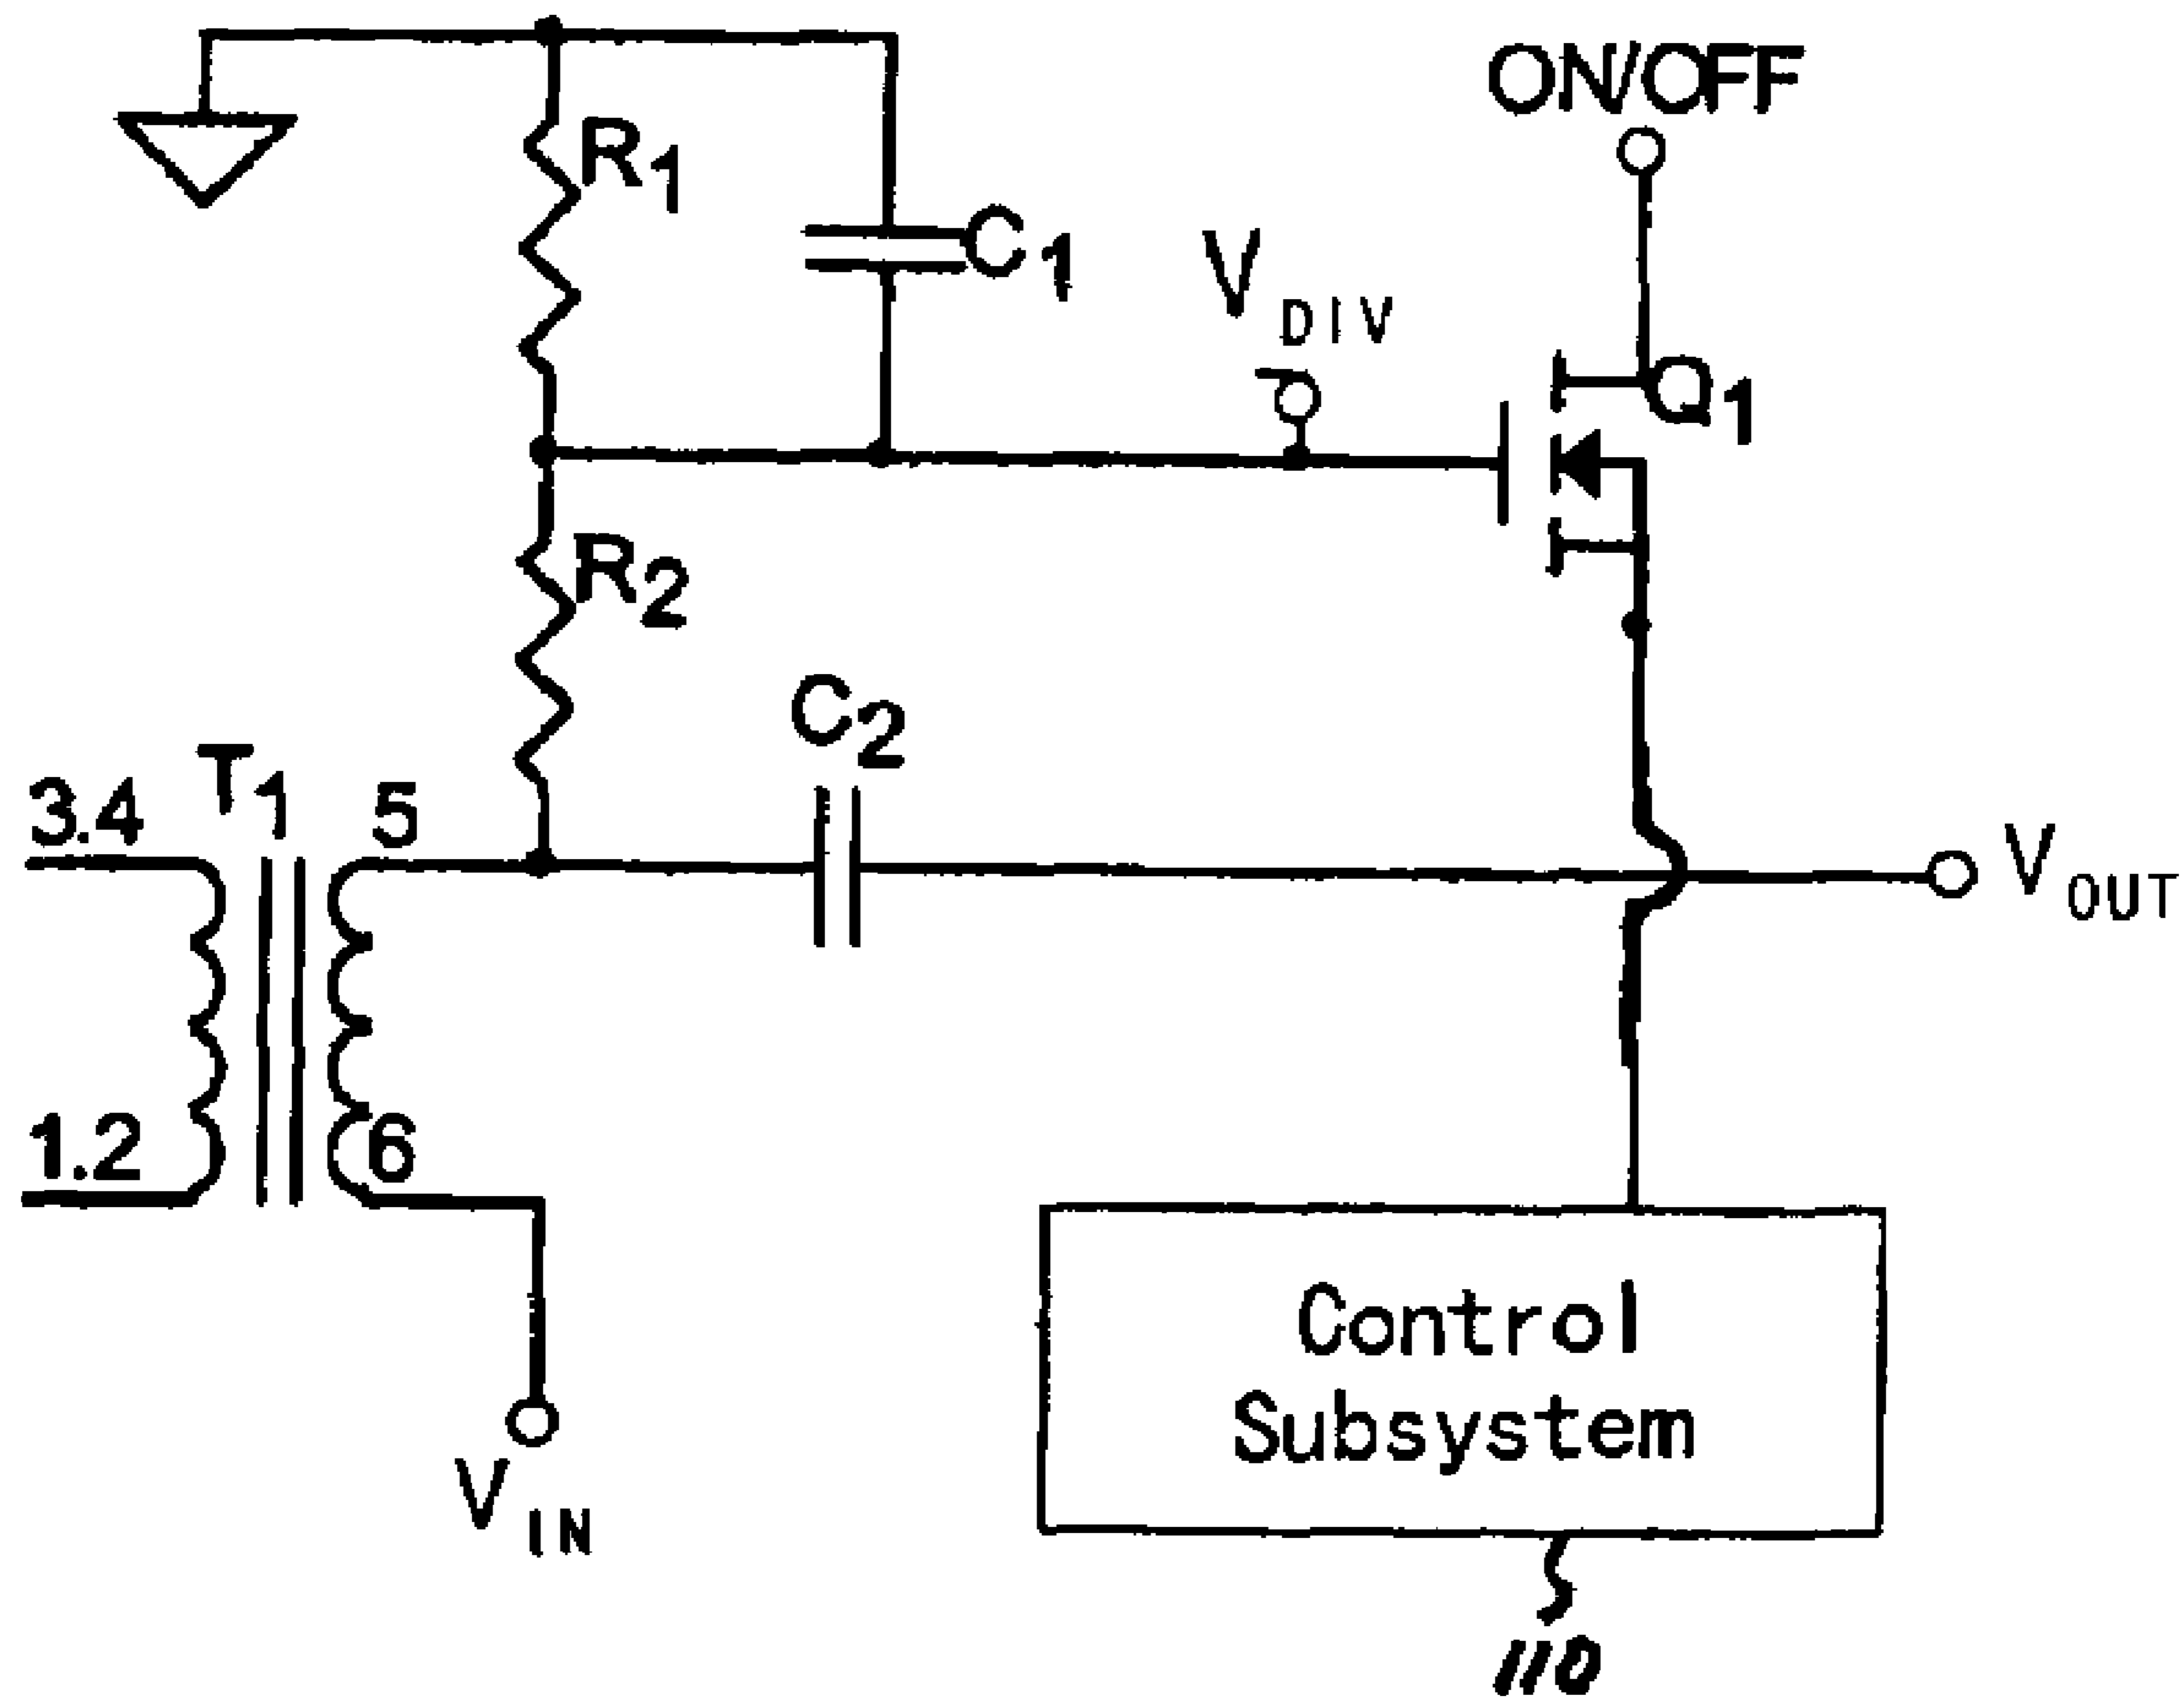 ON/OFF
R1
C1
VDIV
Q1
R2
C2
T1
3.4
5
VOUT
1.2
6
Control
Subsystem
VIN
110